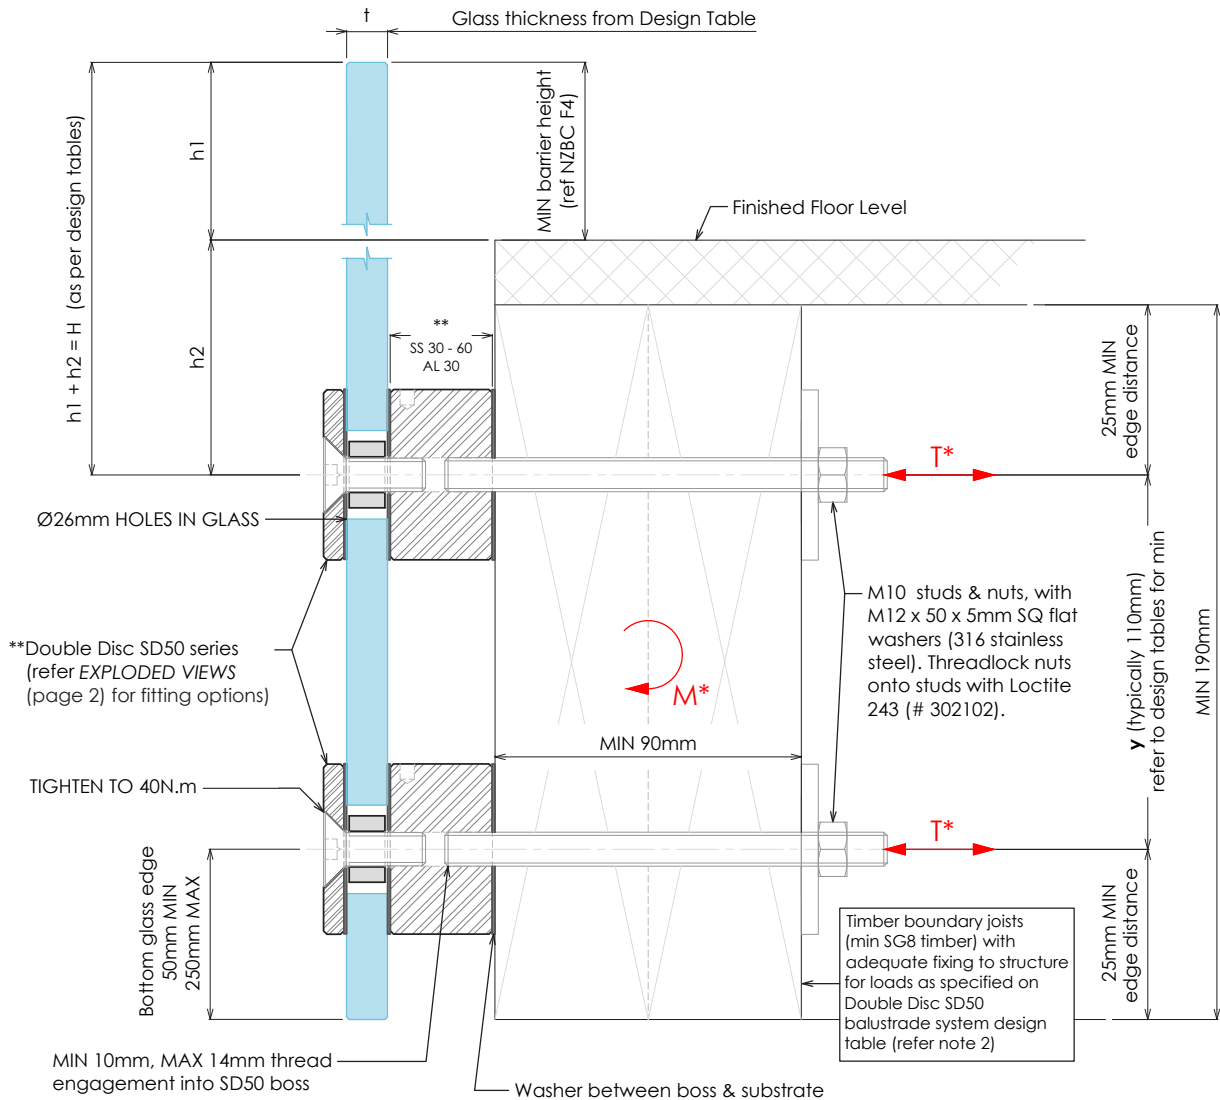 t
Glass thickness from Design Table
h1 + h2 = H  (as per design tables)
h1
MIN barrier height
(ref NZBC F4)
Finished Floor Level
h2
**
SS 30 - 60
AL 30
25mm MIN
edge distance
T*
Ø26mm HOLES IN GLASS
M10  studs & nuts, with
M12 x 50 x 5mm SQ flat
washers (316 stainless
steel). Threadlock nuts
onto studs with Loctite
243 (# 302102).
**Double Disc SD50 series
(refer EXPLODED VIEWS
(page 2) for fitting options)
M*
y (typically 110mm)
refer to design tables for min
MIN 190mm
MIN 90mm
TIGHTEN TO 40N.m
T*
Bottom glass edge
50mm MIN
250mm MAX
Timber boundary joists
(min SG8 timber) with
adequate fixing to structure
for loads as specified on
Double Disc SD50
balustrade system design
table (refer note 2)
25mm MIN
edge distance
MIN 10mm, MAX 14mm thread
engagement into SD50 boss
Washer between boss & substrate